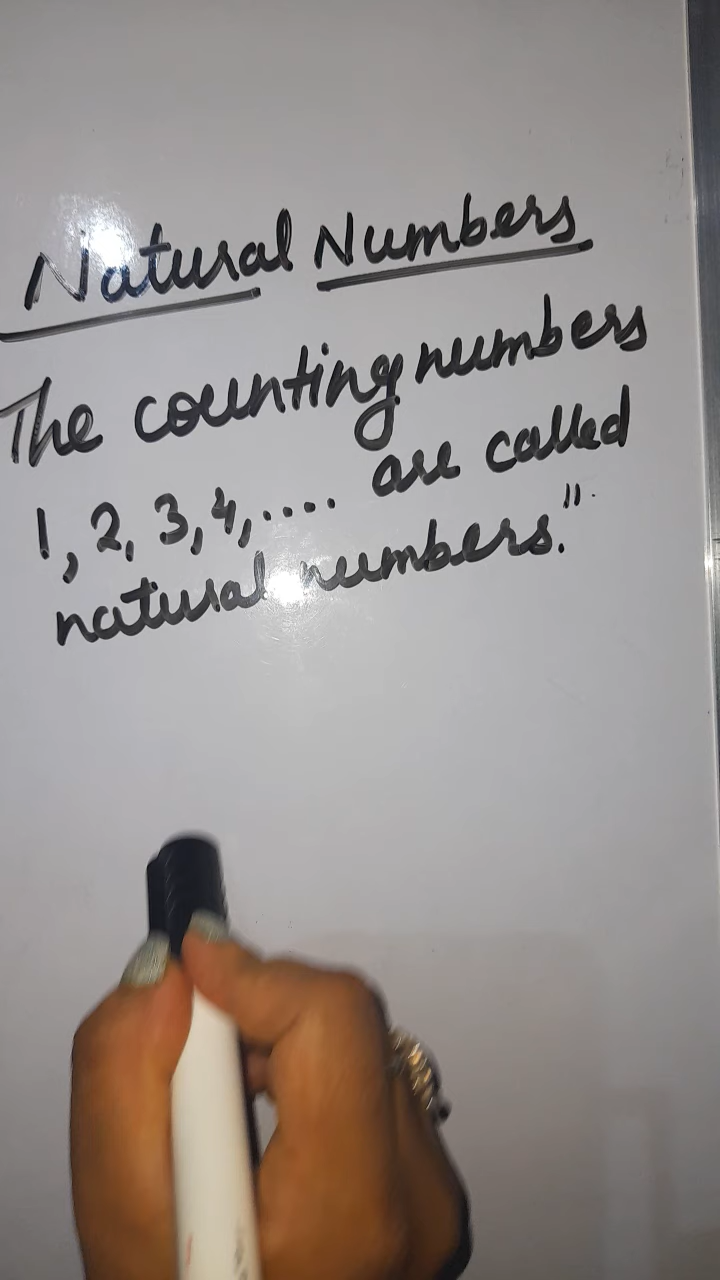 Natural Numbers
The counting numbers
1, 2, 3, 4, .... are called
natural numbers."